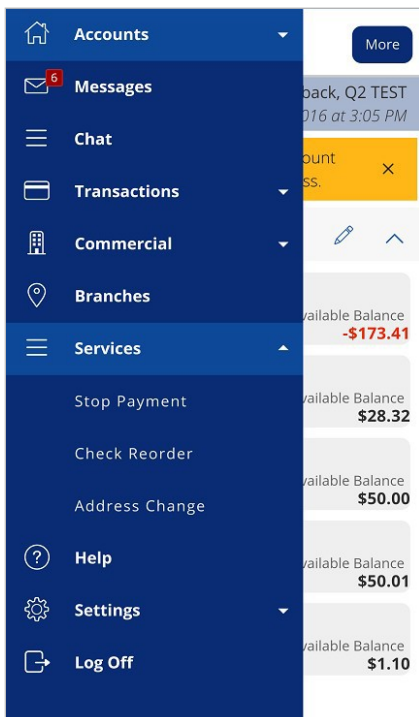 Accounts
More
6
Messages
back, Q2 TEST
016 at 3:05 PM
Chat
ount
ss.
Transactions
Commercial
Branches
vailable Balance
-$173.41
Services
Stop Payment
vailable Balance
$28.32
Check Reorder
vailable Balance
$50.00
Address Change
Help
vailable Balance
$50.01
Settings
vailable Balance
$1.10
Log Off